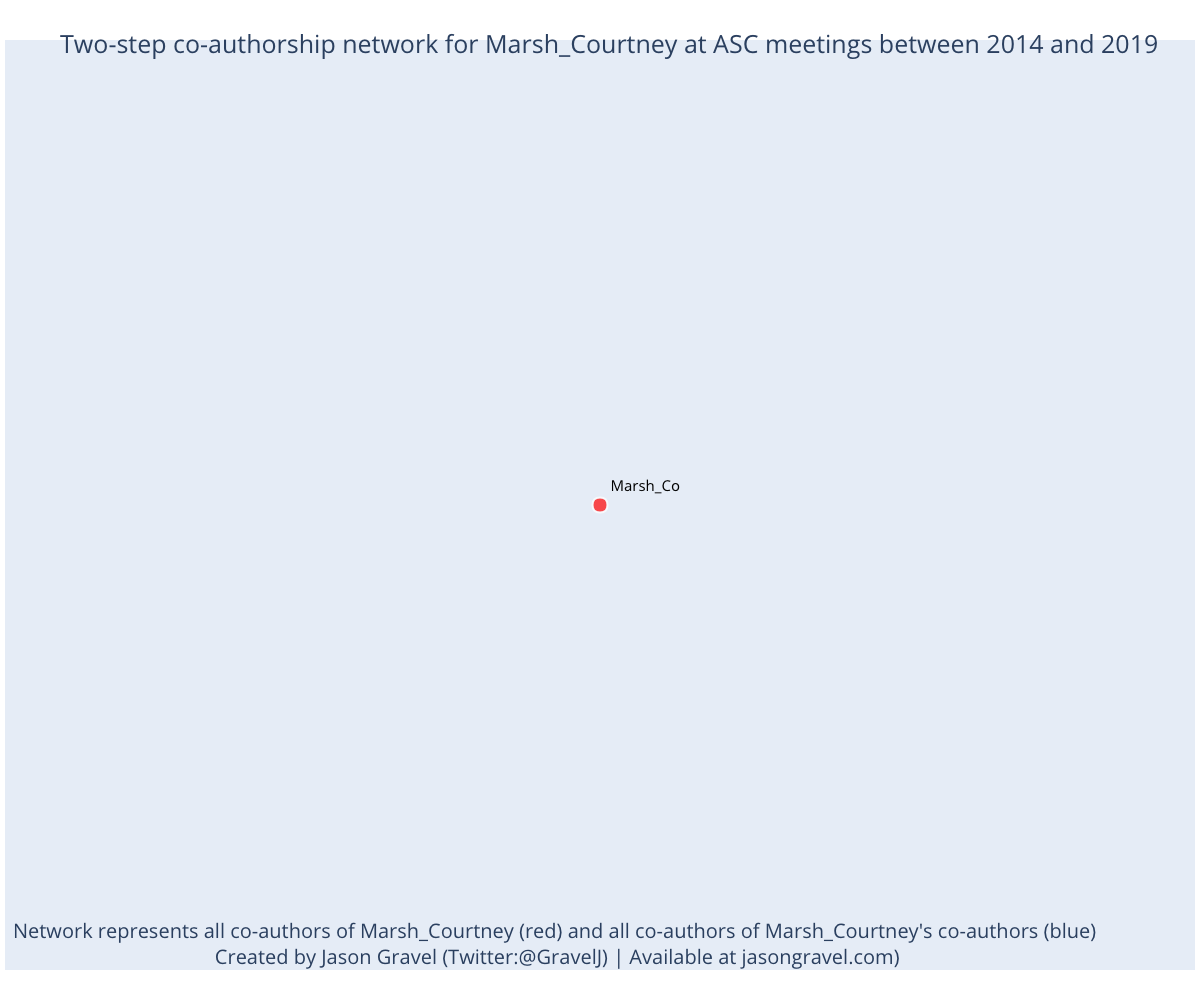 Two-step co-authorship network for Marsh_Courtney at ASC meetings between 2014 and 2019
Marsh_Co
Network represents all co-authors of Marsh_Courtney (red) and all co-authors of Marsh_Courtney's co-authors (blue)
Created by Jason Gravel (Twitter:@GravelJ) | Available at jasongravel.com)